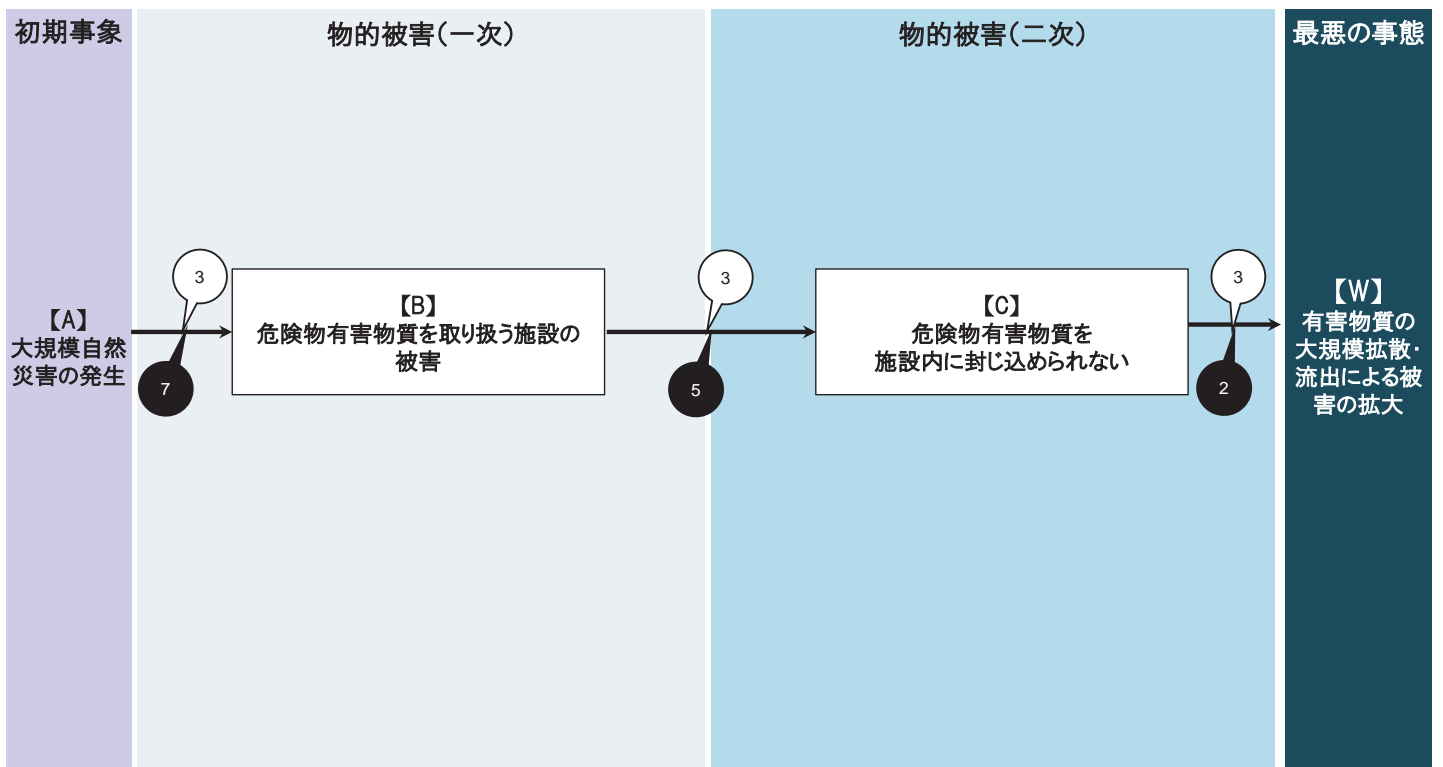 初期事象
物的被害（一次）
物的被害（二次）
最悪の事態
【A】
大規模自然
災害の発生
3
7
【B】
危険物有害物質を取り扱う施設の
被害
3
5
【C】
危険物有害物質を
施設内に封じ込められない
3
2
【W】
有害物質の
大規模拡散・
流出による被
害の拡大